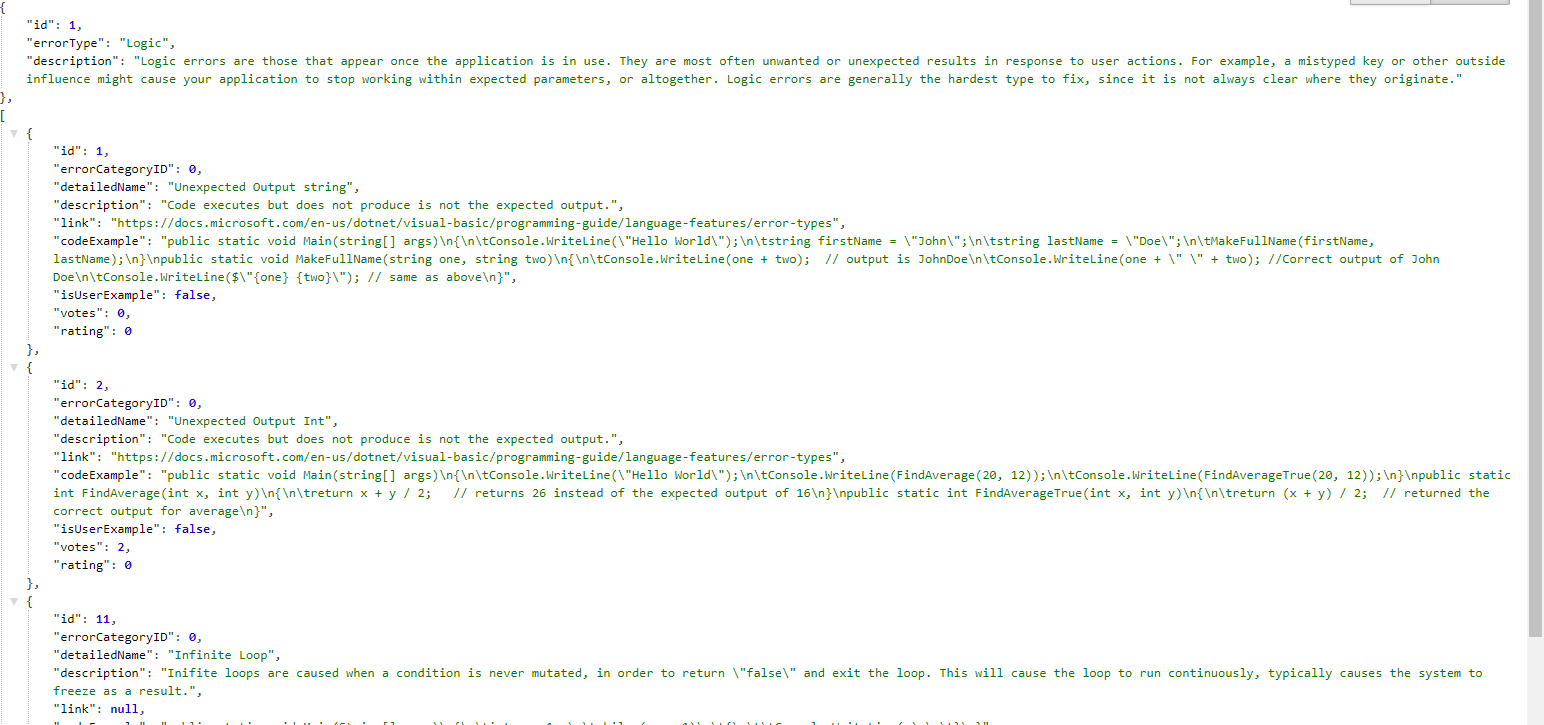 {
"id": 1,
"errorType": "Logic",
"description": "Logic errors are those that appear once the application is in use. They are most often unwanted or unexpected results in response to user actions. For example, a mistyped key or other outside
influence might cause your application to stop working within expected parameters, or altogether. Logic errors are generally the hardest type to fix, since it is not always clear where they originate."
},
[
{
"id": 1,
"errorCategoryID": 0,
"detailedName": "Unexpected Output string",
"description": "Code executes but does not produce is not the expected output.",
"link": "https://docs.microsoft.com/en-us/dotnet/visual-basic/programming-guide/language-features/error-types",
"codeExample": "public static void Main(string[] args)\n{\n\tConsole.WriteLine(\"Hello World\");\n\tstring firstName = \"John\";\n\tstring lastName = \"Doe\";\n\tMakeFullName(firstName,
lastName);\n}\npublic static void MakeFullName(string one, string two)\n{\n\tConsole.WriteLine(one + two);  // output is JohnDoe\n\tConsole.WriteLine(one + \" \" + two); //Correct output of John
Doe\n\tConsole.WriteLine($\"{one} {two}\"); // same as above\n}",
"isUserExample": false,
"votes": 0,
"rating": 0
},
{
"id": 2,
"errorCategoryID": 0,
"detailedName": "Unexpected Output Int",
"description": "Code executes but does not produce is not the expected output.",
"link": "https://docs.microsoft.com/en-us/dotnet/visual-basic/programming-guide/language-features/error-types",
"codeExample": "public static void Main(string[] args)\n{\n\tConsole.WriteLine(\"Hello World\");\n\tConsole.WriteLine(FindAverage(20, 12));\n\tConsole.WriteLine(FindAverageTrue(20, 12));\n}\npublic static
int FindAverage(int x, int y)\n{\n\treturn x + y / 2;   // returns 26 instead of the expected output of 16\n}\npublic static int FindAverageTrue(int x, int y)\n{\n\treturn (x + y) / 2;  // returned the
correct output for average\n}",
"isUserExample": false,
"votes": 2,
"rating": 0
},
{
"id": 11,
"errorCategoryID": 0,
"detailedName": "Infinite Loop",
"description": "Inifite loops are caused when a condition is never mutated, in order to return \"false\" and exit the loop. This will cause the loop to run continuously, typically causes the system to
freeze as a result.",
"link": null,